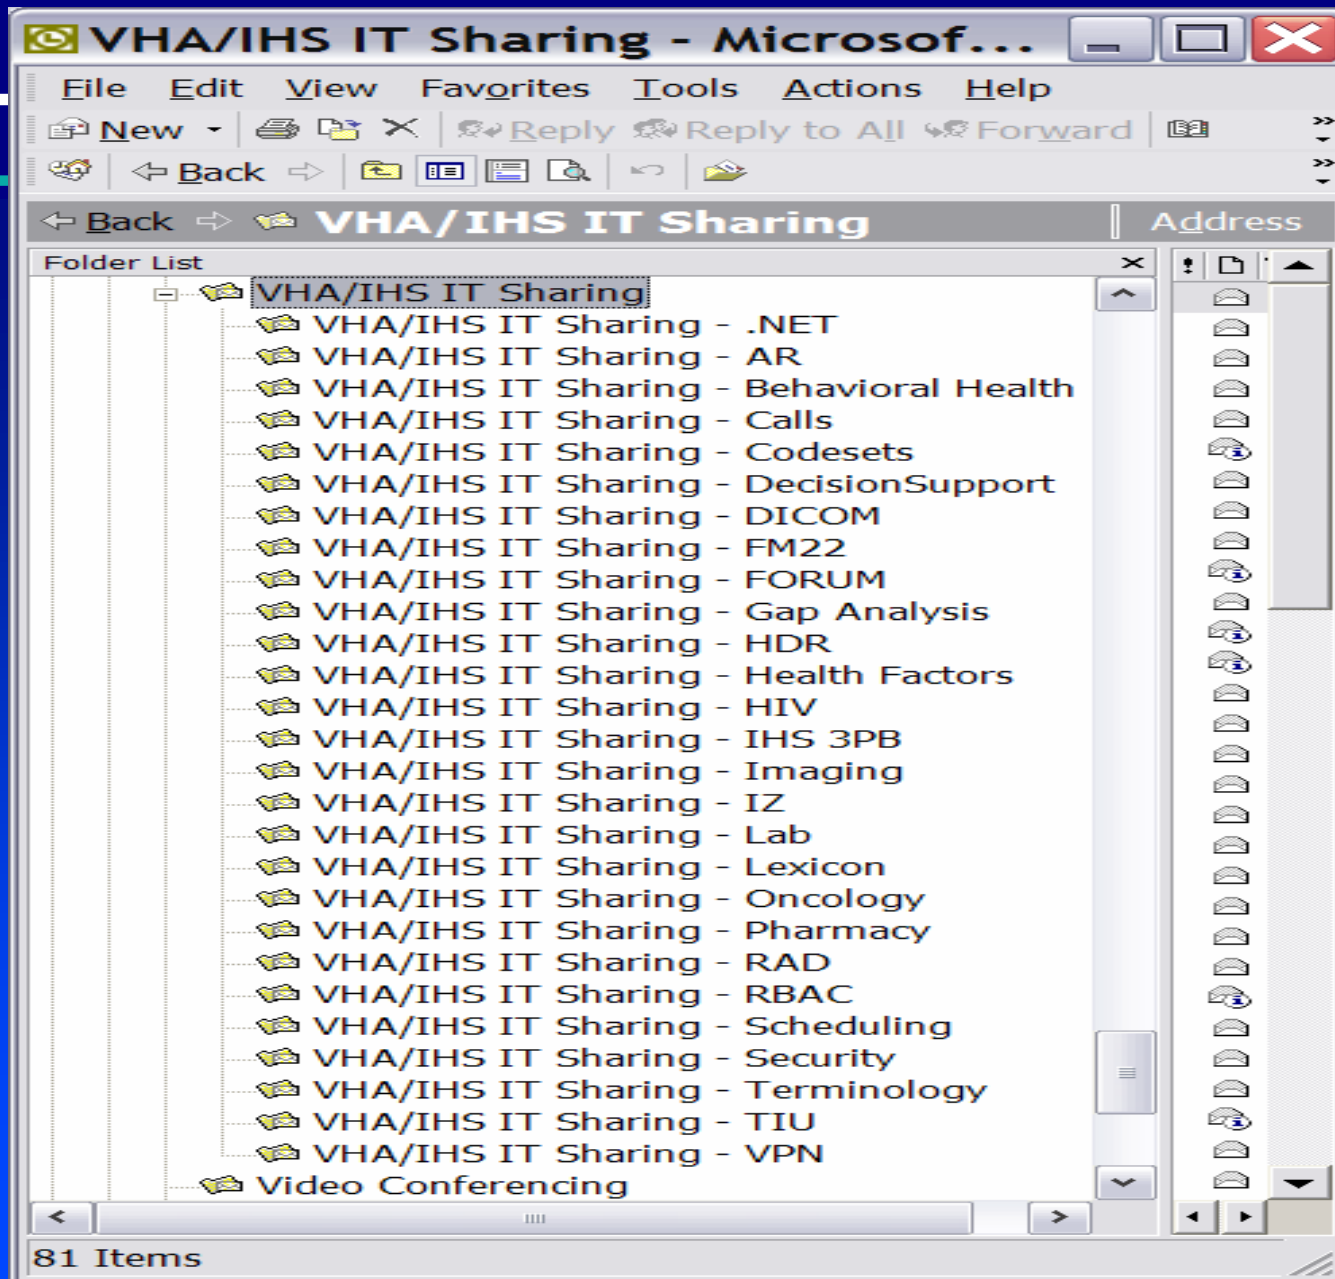 VHA/IHS IT Sharing - Microsof...
File Edit View Favorites Tools Actions Help
New Reply Reply to All Forward
Back
Back VHA/IHS IT Sharing Address
Folder List
VHA/IHS IT Sharing
VHA/IHS IT Sharing - .NET
VHA/IHS IT Sharing - AR
VHA/IHS IT Sharing - Behavioral Health
VHA/IHS IT Sharing - Calls
VHA/IHS IT Sharing - Codesets
VHA/IHS IT Sharing - DecisionSupport
VHA/IHS IT Sharing - DICOM
VHA/IHS IT Sharing - FM22
VHA/IHS IT Sharing - FORUM
VHA/IHS IT Sharing - Gap Analysis
VHA/IHS IT Sharing - HDR
VHA/IHS IT Sharing - Health Factors
VHA/IHS IT Sharing - HIV
VHA/IHS IT Sharing - IHS 3PB
VHA/IHS IT Sharing - Imaging
VHA/IHS IT Sharing - IZ
VHA/IHS IT Sharing - Lab
VHA/IHS IT Sharing - Lexicon
VHA/IHS IT Sharing - Oncology
VHA/IHS IT Sharing - Pharmacy
VHA/IHS IT Sharing - RAD
VHA/IHS IT Sharing - RBAC
VHA/IHS IT Sharing - Scheduling
VHA/IHS IT Sharing - Security
VHA/IHS IT Sharing - Terminology
VHA/IHS IT Sharing - TIU
VHA/IHS IT Sharing - VPN
Video Conferencing
81 Items